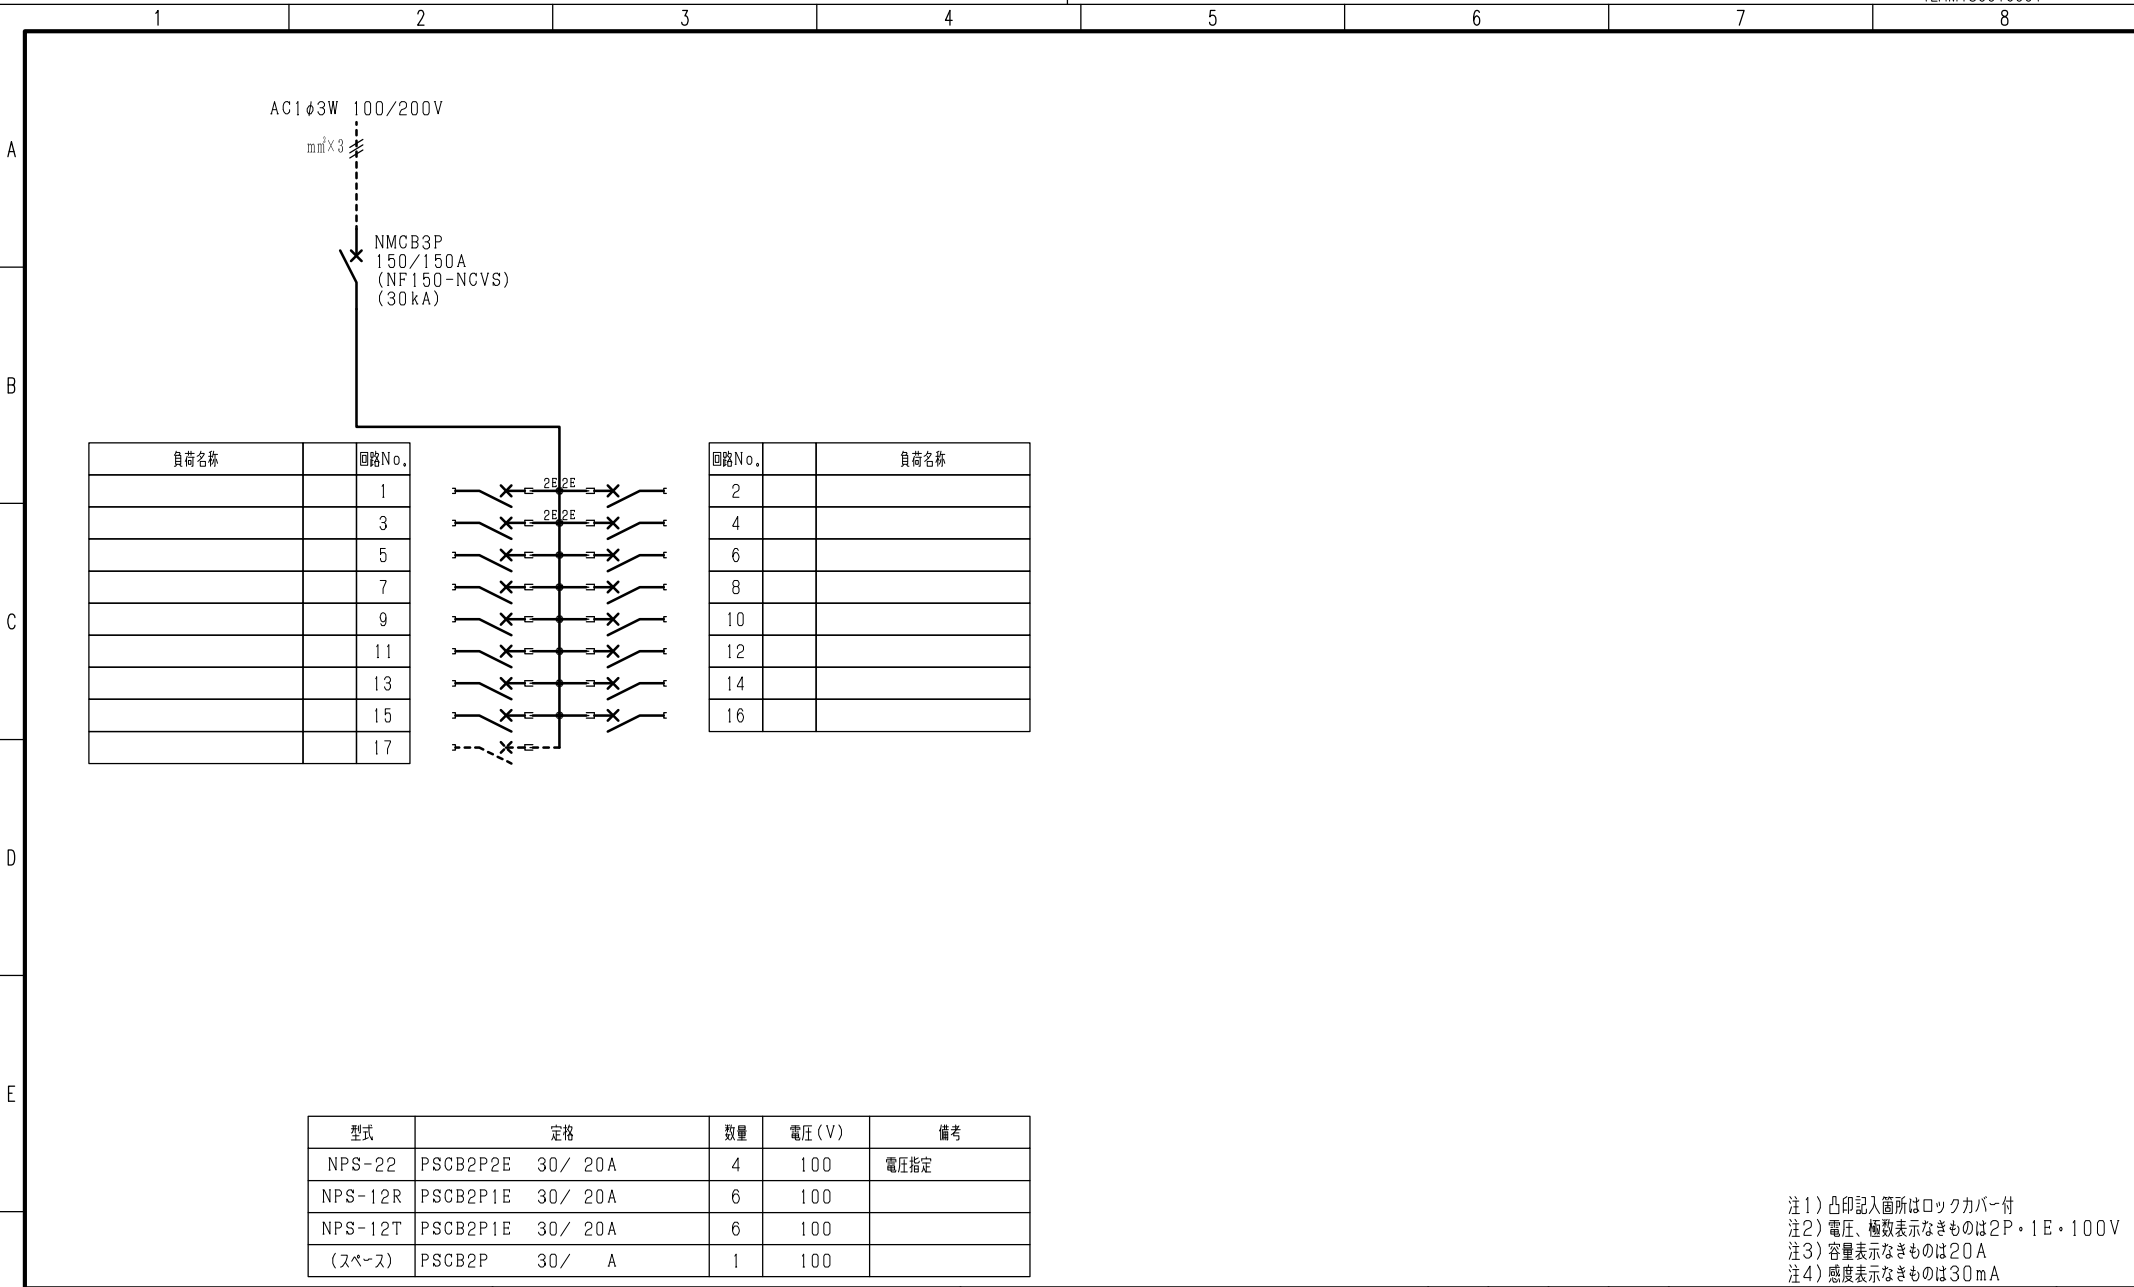 1 2 3 4 5 6 7 8
A
B
C
D
E
AC1φ3W 100/200V
mm²×3
NMCB3P
150/150A
(NF150-NCVS)
(30kA)
負荷名称 回路No.
1
3
5
7
9
11
13
15
17
2E 2E
2E 2E
回路No. 負荷名称
2
4
6
8
10
12
14
16
型式 定格 数量 電圧(V) 備考
NPS-22 PSCB2P2E 30/ 20A 4 100 電圧指定
NPS-12R PSCB2P1E 30/ 20A 6 100
NPS-12T PSCB2P1E 30/ 20A 6 100
(スペース) PSCB2P 30/ A 1 100
注1)凸印記入箇所はロックカバー付
注2)電圧、極数表示なきものは2P・1E・100V
注3)容量表示なきものは20A
注4)感度表示なきものは30mA